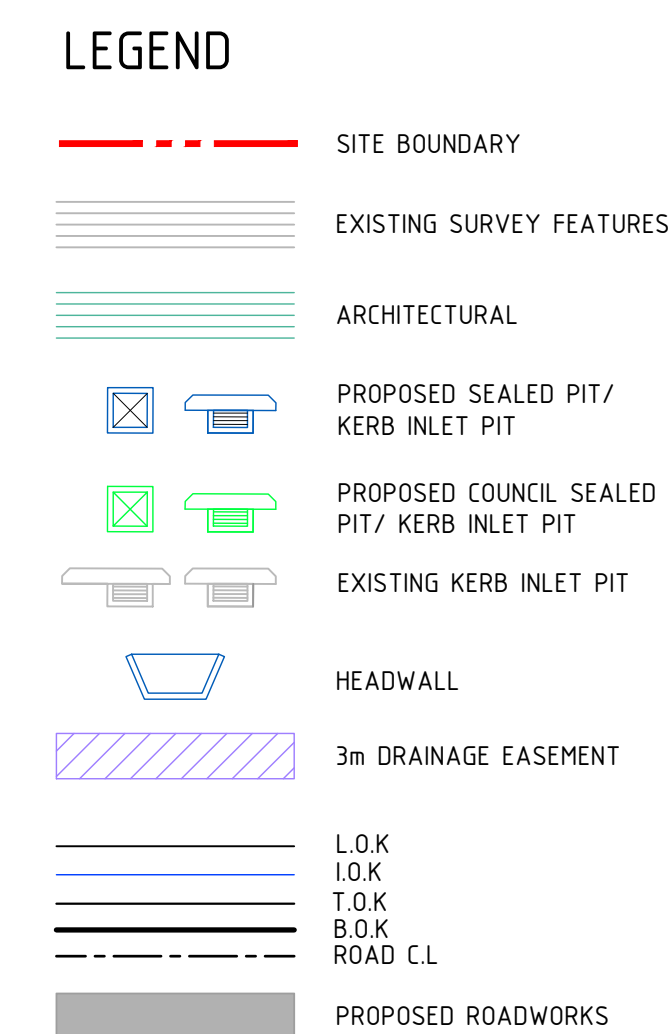 LEGEND
SITE BOUNDARY
EXISTING SURVEY FEATURES
ARCHITECTURAL
PROPOSED SEALED PIT/
KERB INLET PIT
PROPOSED COUNCIL SEALED
PIT/ KERB INLET PIT
EXISTING KERB INLET PIT
HEADWALL
3m DRAINAGE EASEMENT
L.O.K
I.O.K
T.O.K
B.O.K
ROAD C.L
PROPOSED ROADWORKS